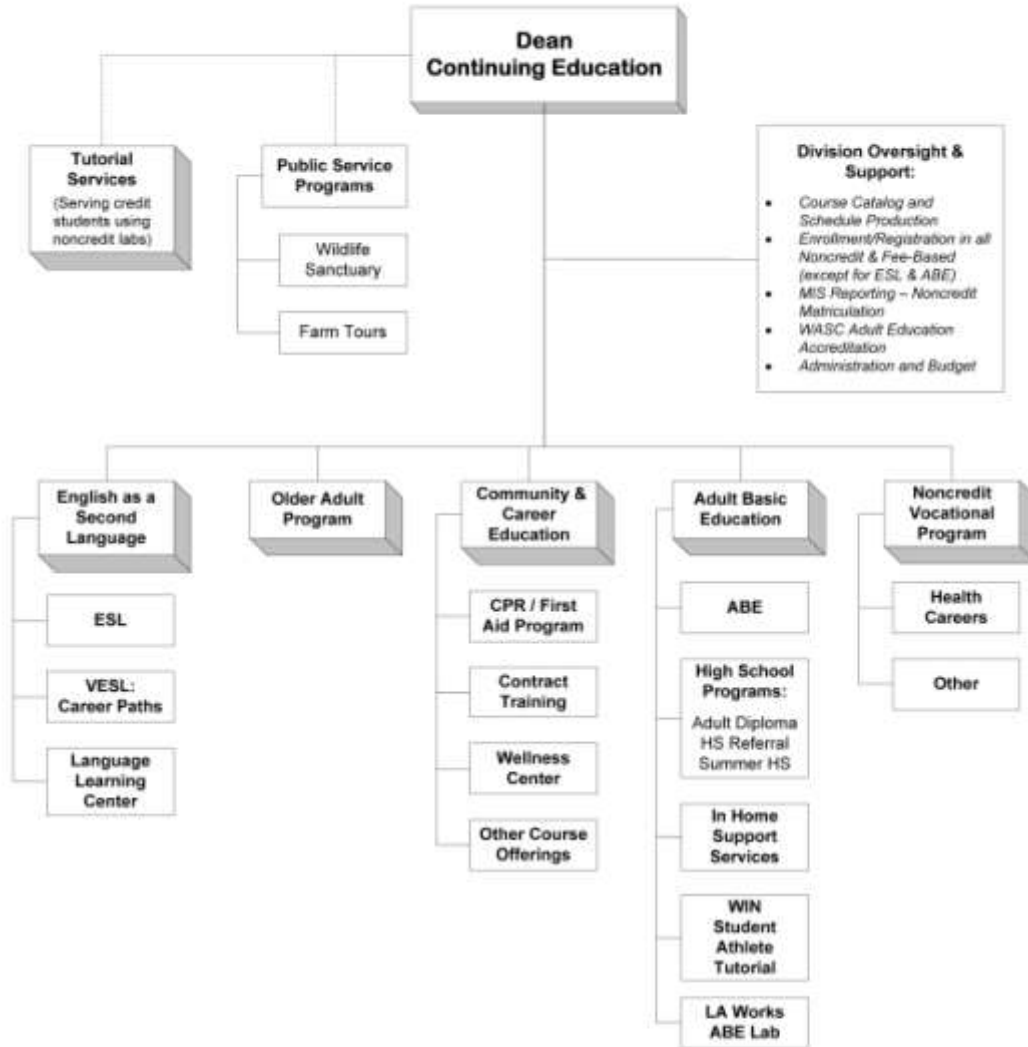 Dean
Continuing Education
Tutorial
Services
(Serving credit
students using
noncredit labs)
Public Service
Programs
Wildlife
Sanctuary
Farm Tours
Division Oversight &
Support:
• Course Catalog and
Schedule Production
• Enrollment/Registration in all
Noncredit & Fee-Based
(except for ESL & ABE)
• MIS Reporting – Noncredit
Matriculation
• WASC Adult Education
Accreditation
• Administration and Budget
English as a
Second
Language
ESL
VESL:
Career Paths
Language
Learning
Center
Older Adult
Program
Community &
Career
Education
CPR / First
Aid Program
Contract
Training
Wellness
Center
Other Course
Offerings
Adult Basic
Education
ABE
High School
Programs:
Adult Diploma
HS Referral
Summer HS
In Home
Support
Services
WIN
Student
Athlete
Tutorial
LA Works
ABE Lab
Noncredit
Vocational
Program
Health
Careers
Other